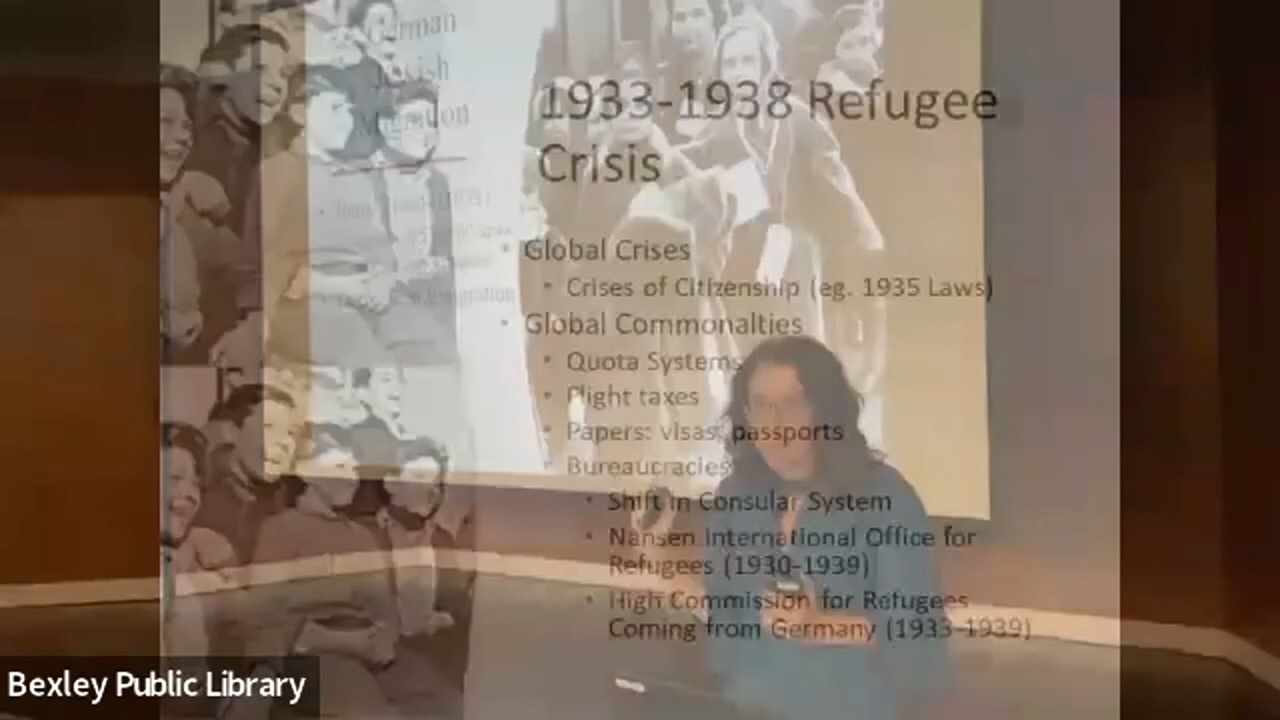 German
Jewish
Migration
1933-1938 Refugee
Crisis
• Global Crises
• Crises of Citizenship (eg. 1935 Laws)
• Global Commonalties
• Quota Systems
• Flight taxes
• Papers: visas, passports
• Bureaucracies
• Shift in Consular System
• Nansen International Office for
Refugees (1930-1939)
• High Commission for Refugees
Coming from Germany (1933-1939)
Bexley Public Library